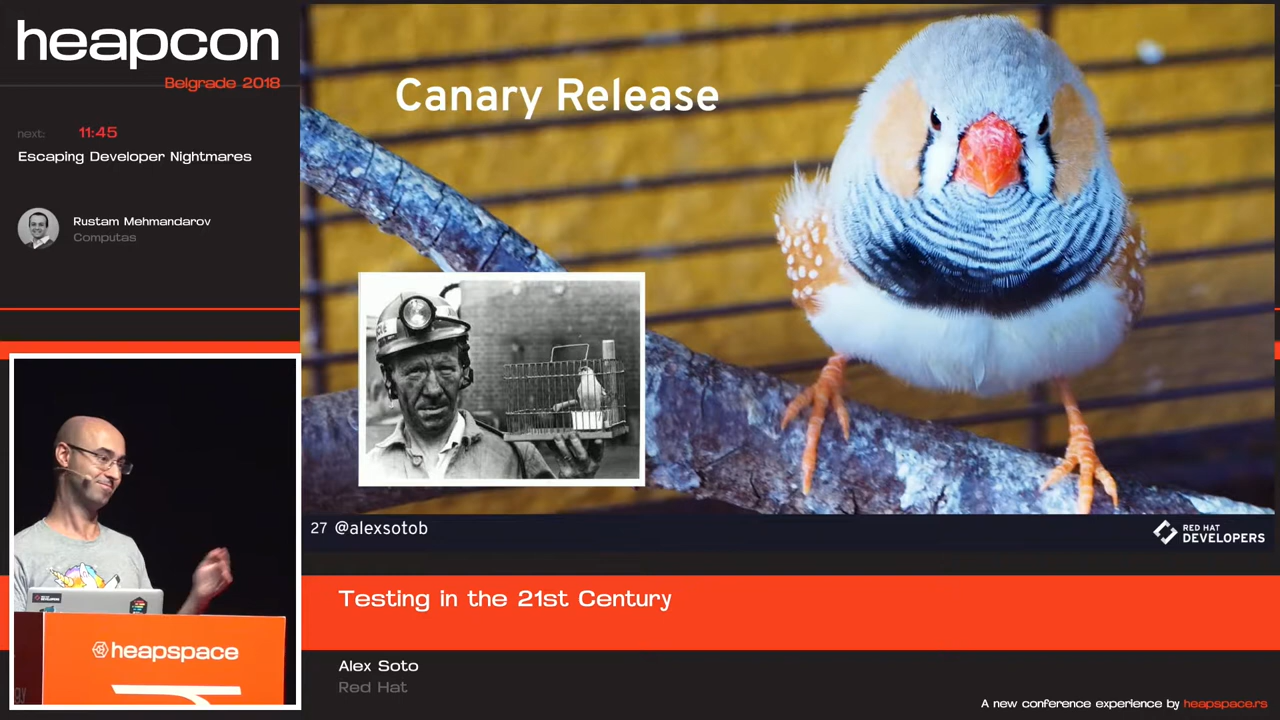 heapcon
Belgrade 2018
next: 11:45
Escaping Developer Nightmares
Rustam Mehmandarov
Computas
Canary Release
27 @alexsotob
RED HAT
DEVELOPERS
heapspace
Testing in the 21st Century
Alex Soto
Red Hat
A new conference experience by heapspace.rs